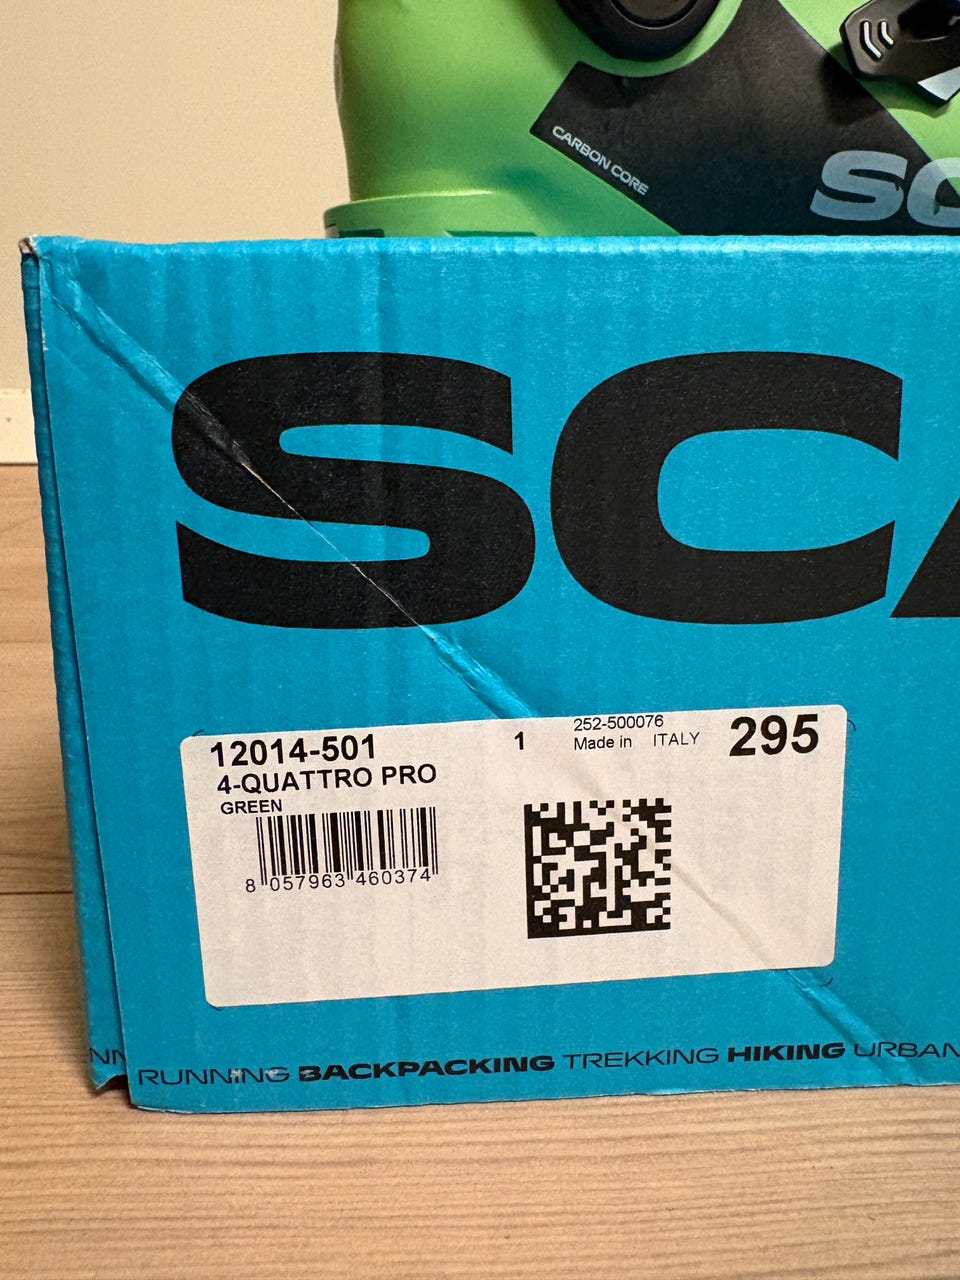 CARBON CORE
SC
SCA
12014-501
4-QUATTRO PRO
GREEN
8 057963 460374
1
252-500076
Made in ITALY
295
RUNNING BACKPACKING TREKKING HIKING URBAN